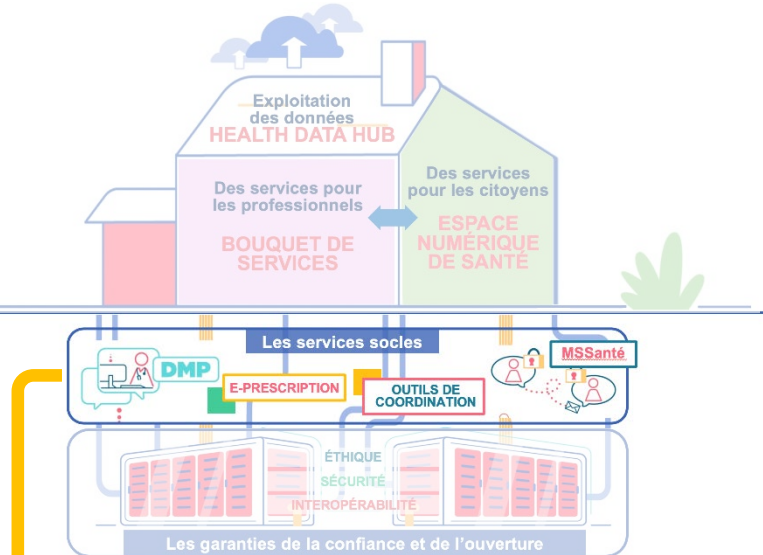 Exploitation
des données
HEALTH DATA HUB
Des services pour
les professionnels
BOUQUET DE
SERVICES
Des services
pour les citoyens
ESPACE
NUMÉRIQUE
DE SANTÉ
Les services socles
DMP
E-PRESCRIPTION
OUTILS DE
COORDINATION
MSSanté
ÉTHIQUE
SÉCURITÉ
INTEROPÉRABILITÉ
Les garanties de la confiance et de l'ouverture